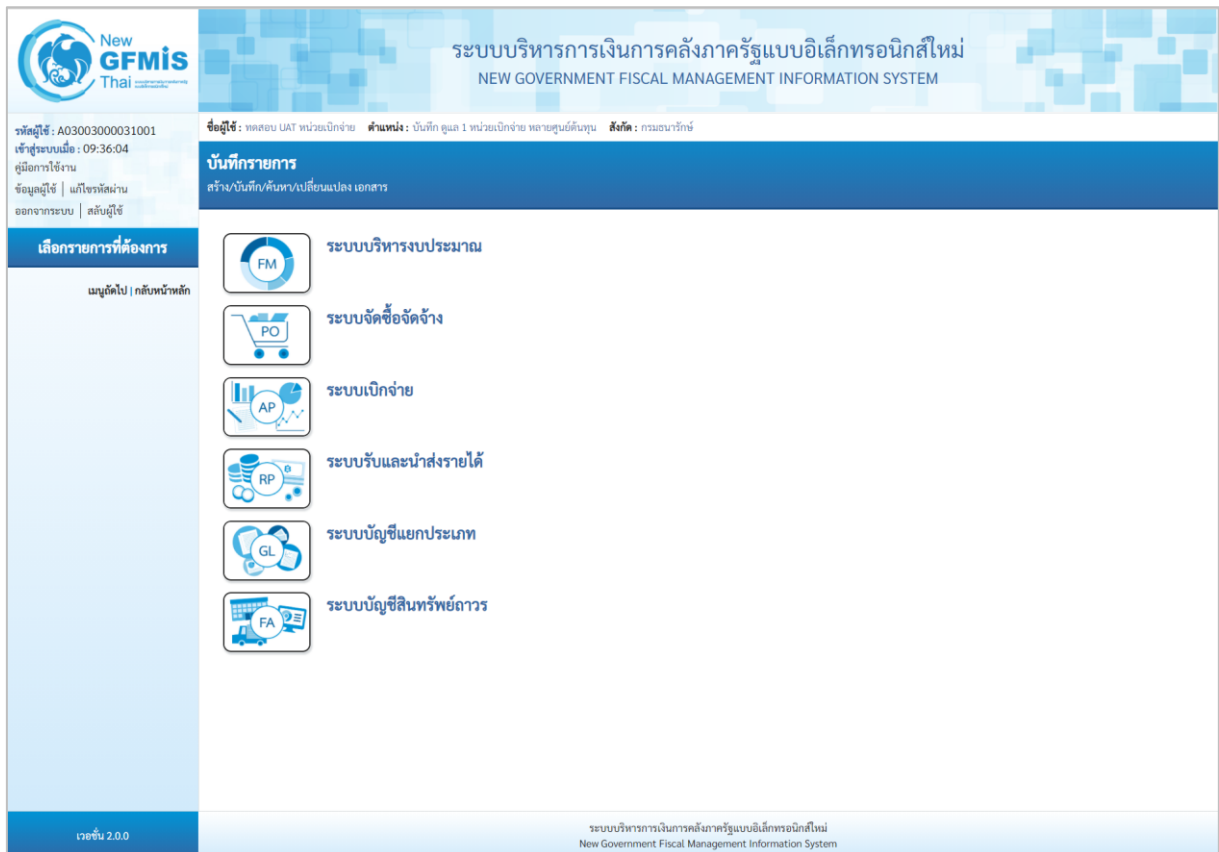 New
GFMiS
Thai
ระบบบริหารการเงินการคลังภาครัฐแบบอิเล็กทรอนิกส์ใหม่
NEW GOVERNMENT FISCAL MANAGEMENT INFORMATION SYSTEM
รหัสผู้ใช้ : A03003000031001
เข้าสู่ระบบเมื่อ : 09:36:04
คู่มือการใช้งาน
ข้อมูลผู้ใช้ | แก้ไขรหัสผ่าน
ออกจากระบบ | สลับผู้ใช้
ชื่อผู้ใช้ : ทดสอบ UAT หน่วยเบิกจ่าย ตำแหน่ง : บันทึก ดูแล 1 หน่วยเบิกจ่าย หลายศูนย์ต้นทุน สังกัด : กรมธนารักษ์
บันทึกรายการ
สร้าง/บันทึก/ค้นหา/เปลี่ยนแปลง เอกสาร
เลือกรายการที่ต้องการ
เมนูถัดไป | กลับหน้าหลัก
FM
ระบบบริหารงบประมาณ
PO
ระบบจัดซื้อจัดจ้าง
AP
ระบบเบิกจ่าย
RP
ระบบรับและนำส่งรายได้
GL
ระบบบัญชีแยกประเภท
FA
ระบบบัญชีสินทรัพย์ถาวร
เวอชั่น 2.0.0
ระบบบริหารการเงินการคลังภาครัฐแบบอิเล็กทรอนิกส์ใหม่
New Government Fiscal Management Information System